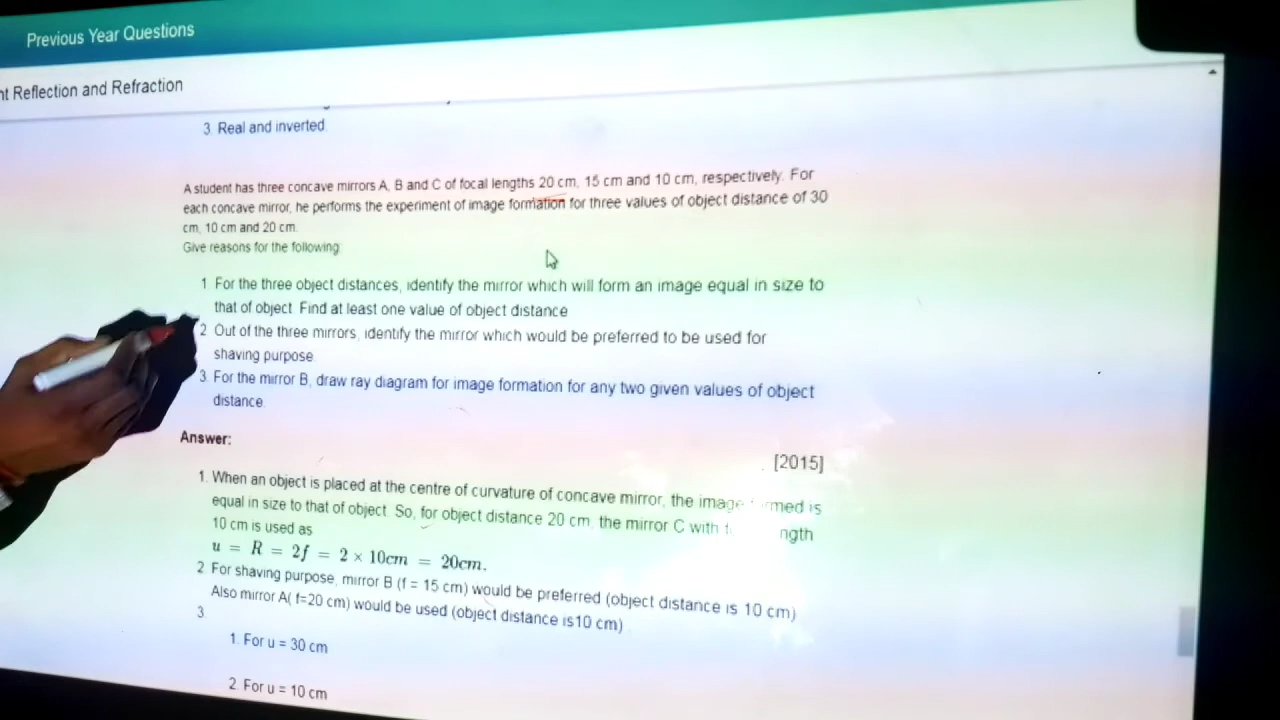 Previous Year Questions
nt Reflection and Refraction
3 Real and inverted
A student has three concave mirrors A, B and C of focal lengths 20 cm, 15 cm and 10 cm, respectively. For
each concave mirror, he performs the experiment of image formation for three values of object distance of 30
cm, 10 cm and 20 cm.
Give reasons for the following
1 For the three object distances, identify the mirror which will form an image equal in size to
that of object. Find at least one value of object distance
2 Out of the three mirrors, identify the mirror which would be preferred to be used for
shaving purpose.
3. For the mirror B, draw ray diagram for image formation for any two given values of object
distance.
Answer:
[2015]
1. When an object is placed at the centre of curvature of concave mirror, the image rmed is
equal in size to that of object. So, for object distance 20 cm, the mirror C with ngth
10 cm is used as
u = R = 2f = 2 × 10cm = 20cm.
2. For shaving purpose, mirror B (f = 15 cm) would be preferred (object distance is 10 cm)
Also mirror A( f=20 cm) would be used (object distance is10 cm)
3.
1. For u = 30 cm
2. For u = 10 cm